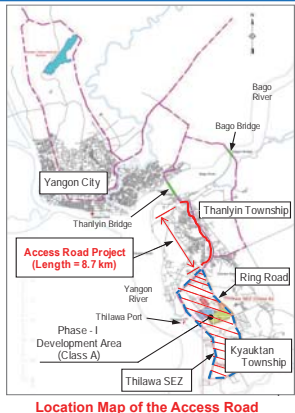 Bago
River
Bago Bridge
Yangon City
Thanlyin Bridge
Thanlyin Township
Access Road Project
(Length = 8.7 km)
Ring Road
Yangon
River
Thilawa Port
Phase - I
Development Area
(Class A)
Kyauktan
Township
Thilawa SEZ
Location Map of the Access Road